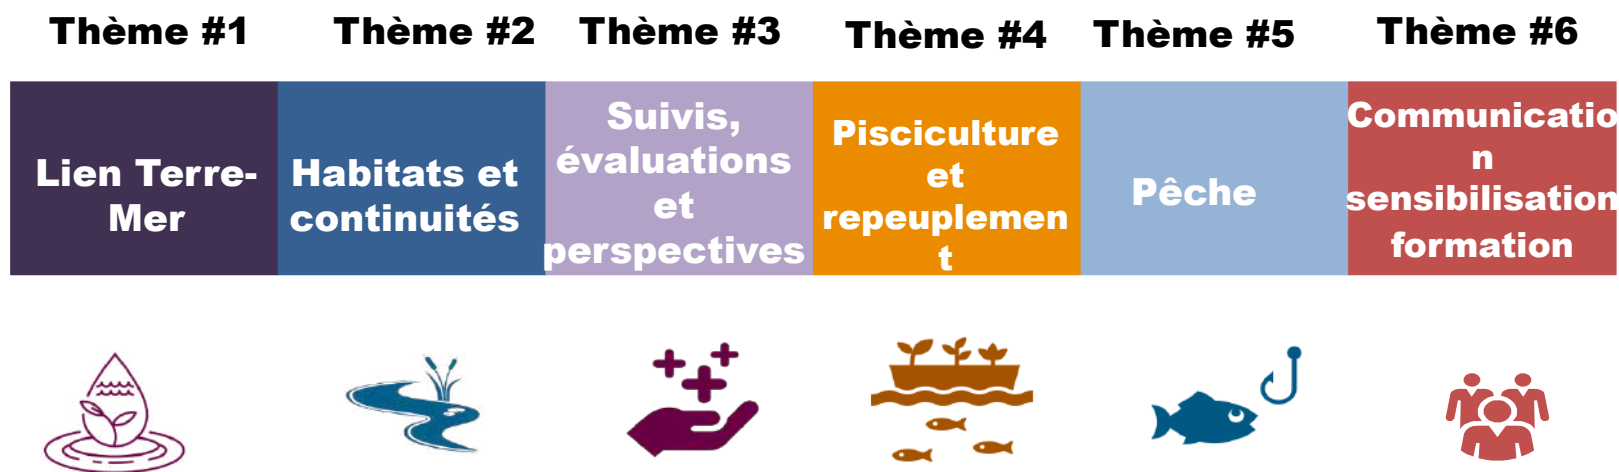 Thème #1
Thème #2
Thème #3
Thème #4
Thème #5
Thème #6
Lien Terre-
Mer
Habitats et
continuités
Suivis,
évaluations
et
perspectives
Pisciculture
et
repeuplemen
t
Pêche
Communicatio
n
sensibilisation
formation